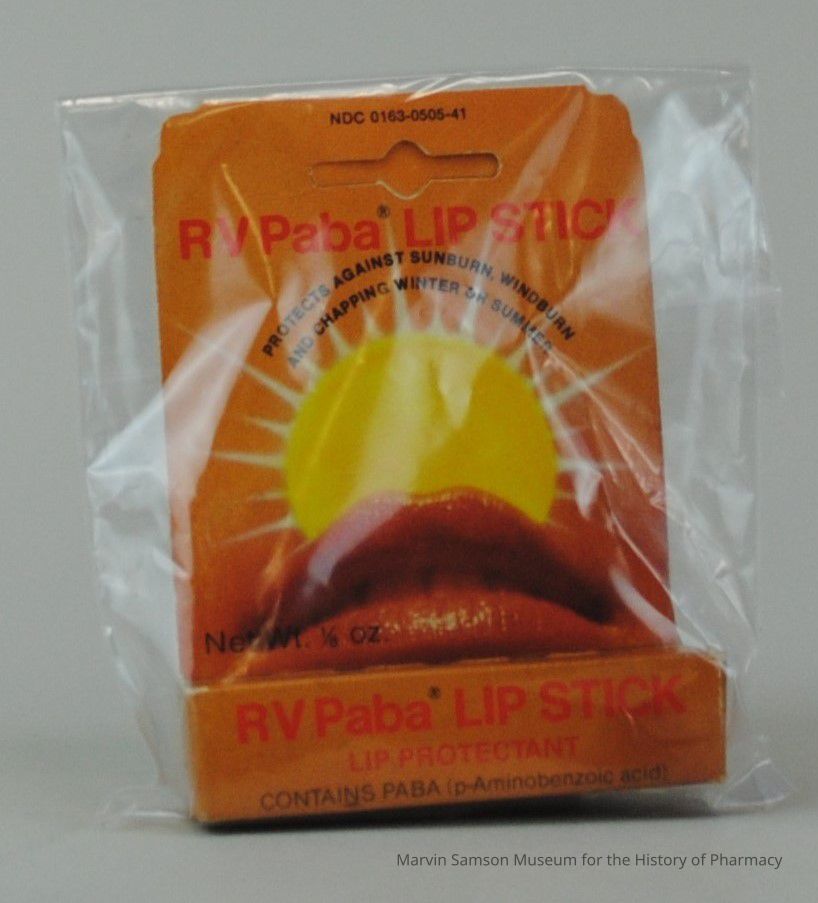 NDC 0163-0505-41
RV Paba® LIP STICK
PROTECTS AGAINST SUNBURN, WINDBURN
AND CHAPPING WINTER OR SUMMER
Net Wt. ⅛ oz.
RV Paba® LIP STICK
LIP PROTECTANT
CONTAINS PABA (p-Aminobenzoic acid)
Marvin Samson Museum for the History of Pharmacy